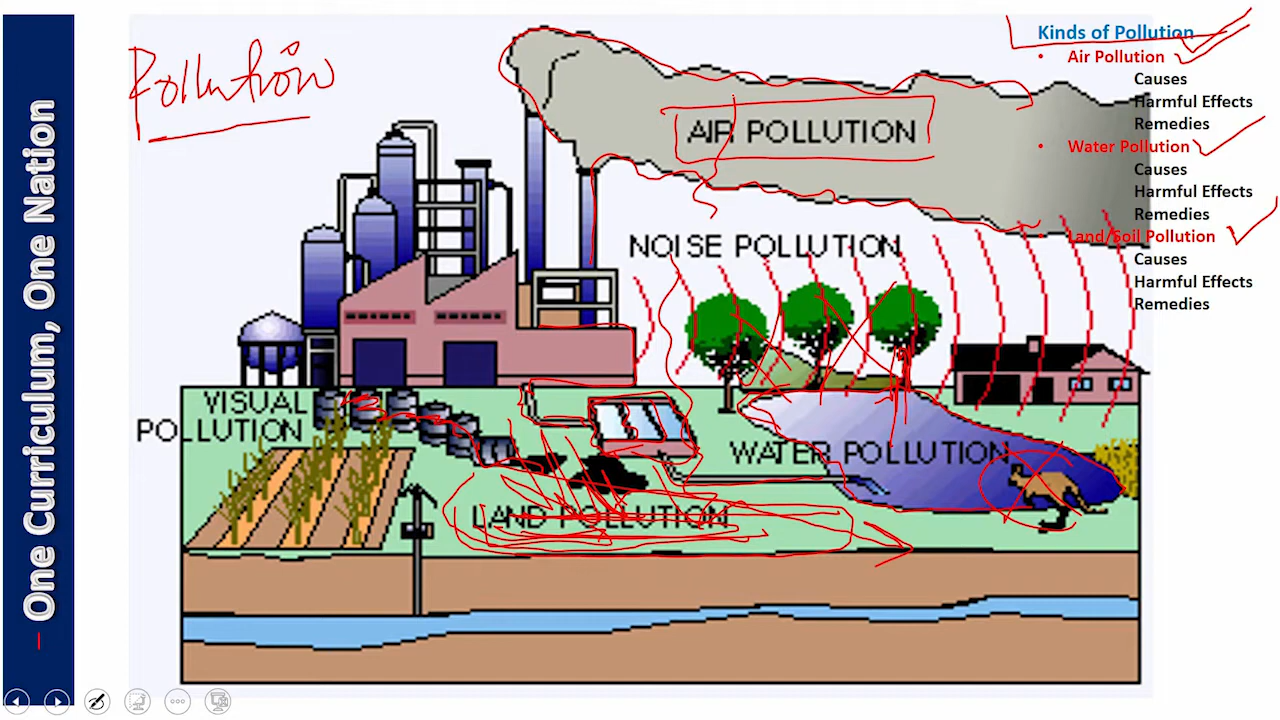 One Curriculum, One Nation
Pollution
AIR POLLUTION
NOISE POLLUTION
VISUAL
POLLUTION
WATER POLLUTION
LAND POLLUTION
Kinds of Pollution
• Air Pollution
Causes
Harmful Effects
Remedies
• Water Pollution
Causes
Harmful Effects
Remedies
• Land/Soil Pollution
Causes
Harmful Effects
Remedies